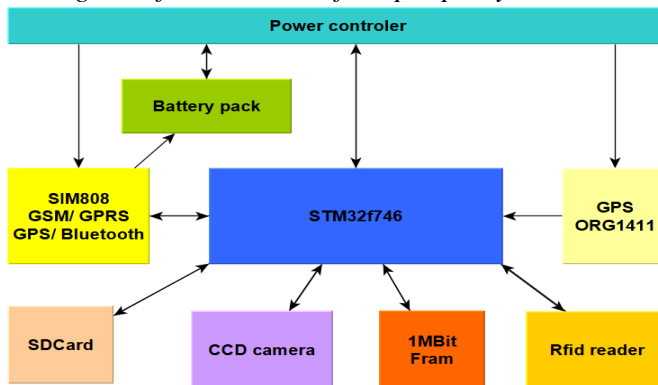 Power controler
Battery pack
SIM808
GSM/ GPRS
GPS/ Bluetooth
STM32f746
GPS
ORG1411
SDCard
CCD camera
1MBit
Fram
Rfid reader